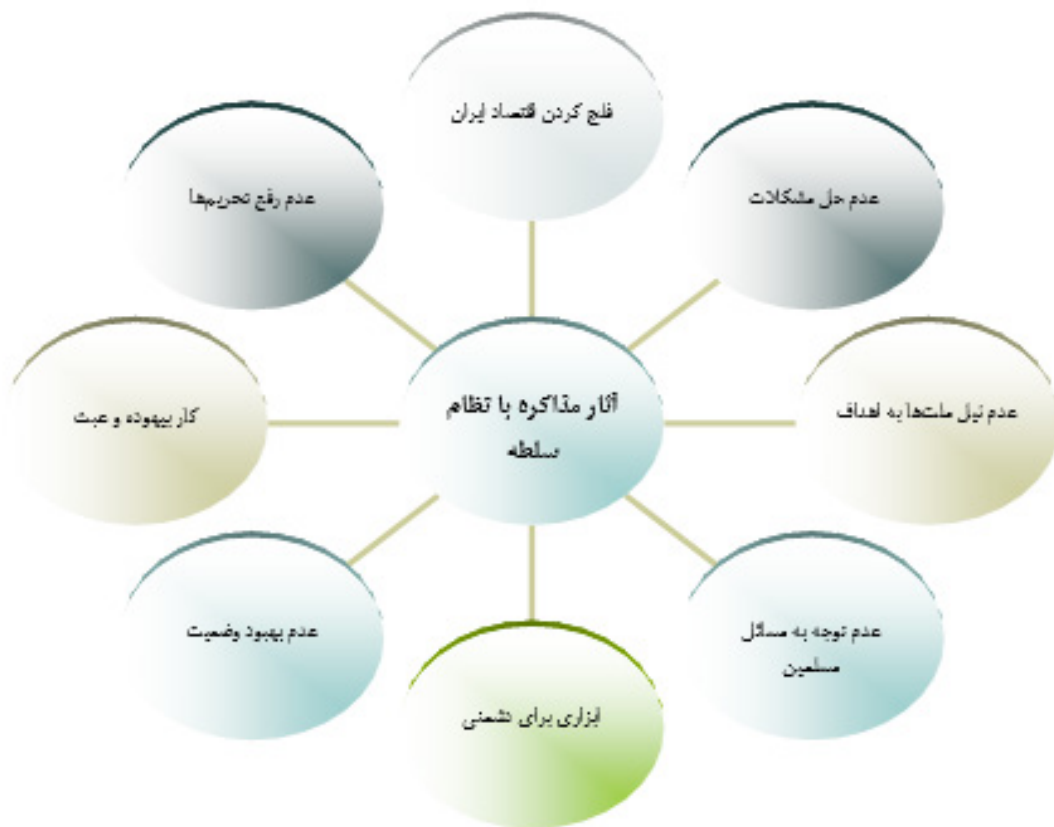 فلج کردن اقتصاد ایران
عدم حل مشکلات
عدم نیل ملت‌ها به اهداف
عدم توجه به مسائل
مسلمین
ابزاری برای دشمنی
عدم بهبود وضعیت
کار بیهوده و عبث
عدم رفع تحریم‌ها
آثار مذاکره با نظام
سلطه